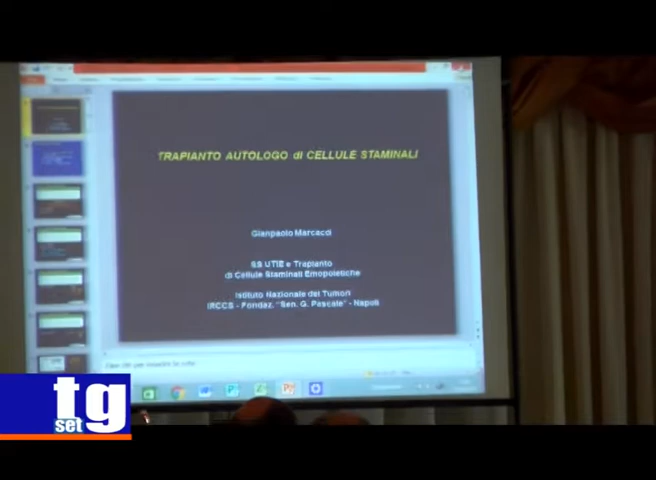 TRAPIANTO AUTOLOGO di CELLULE STAMINALI
Gianpaolo Marcacci
SS UTIE e Trapianto
di Cellule Staminali Emopoietiche
Istituto Nazionale dei Tumori
IRCCS - Fondaz. "Sen. G. Pascale" - Napoli
tg
set